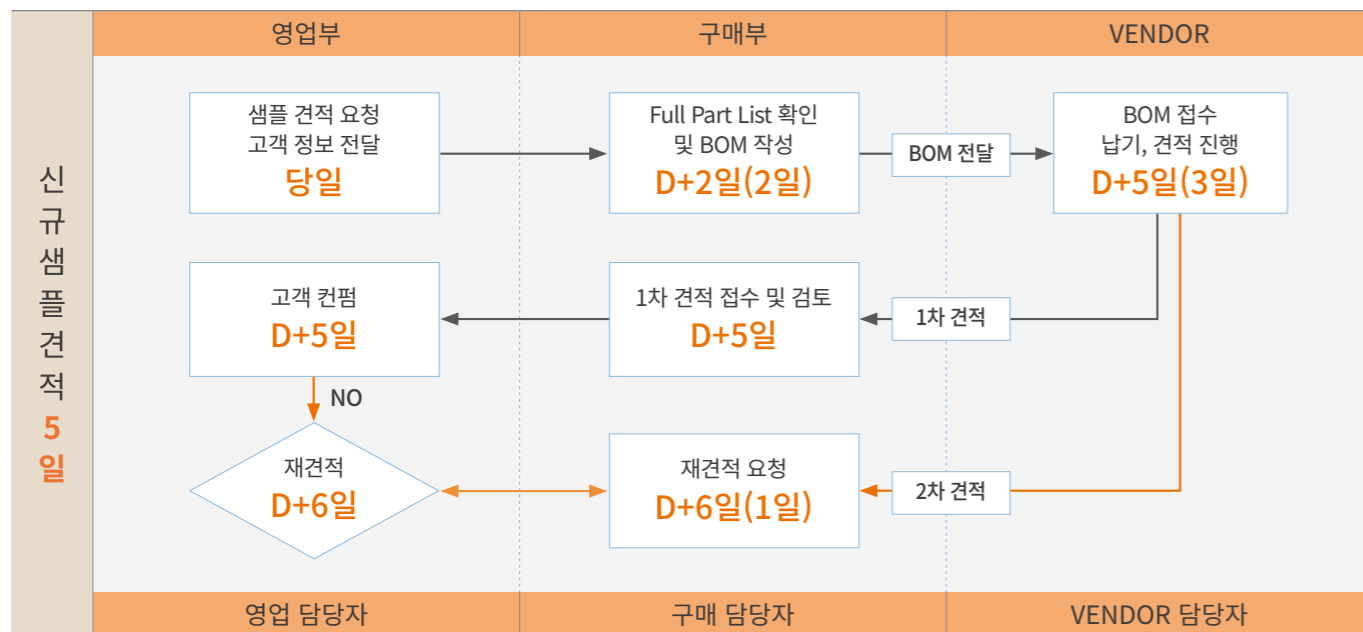 영업부
구매부
VENDOR
신규샘플견적 5일
샘플 견적 요청
고객 정보 전달
당일
Full Part List 확인
및 BOM 작성
D+2일(2일)
BOM 전달
BOM 접수
납기, 견적 진행
D+5일(3일)
고객 컨펌
D+5일
1차 견적 접수 및 검토
D+5일
1차 견적
NO
재견적
D+6일
재견적 요청
D+6일(1일)
2차 견적
영업 담당자
구매 담당자
VENDOR 담당자